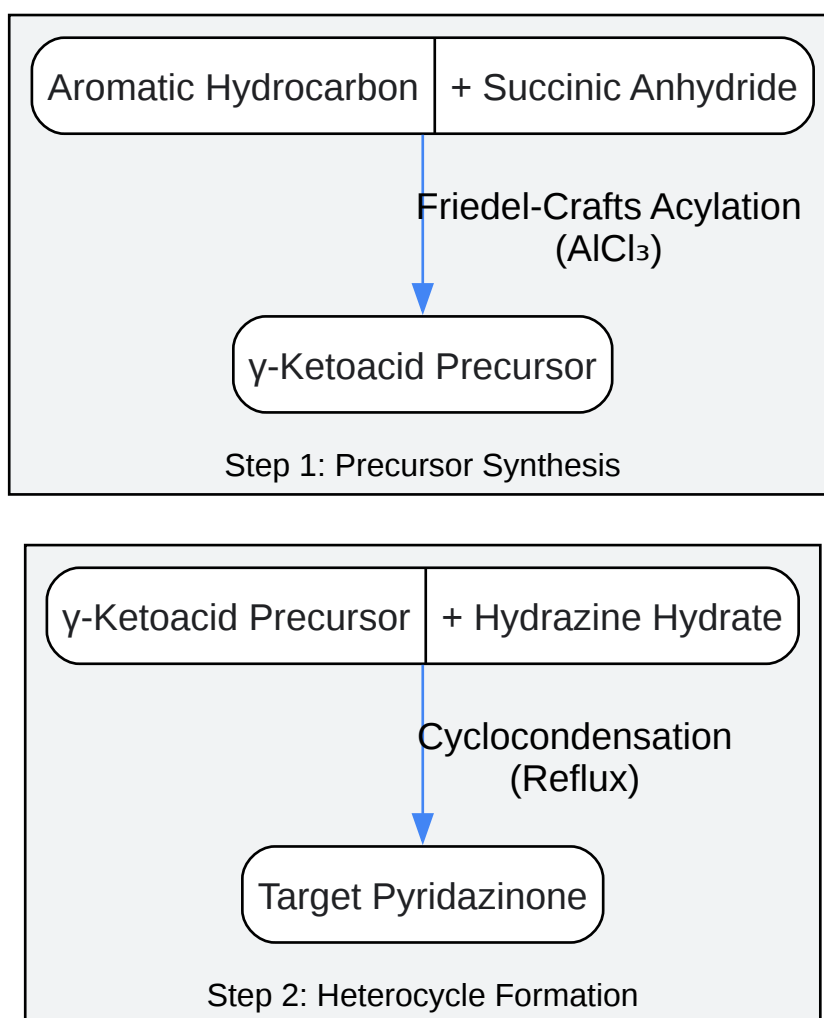 Aromatic Hydrocarbon + Succinic Anhydride
Friedel-Crafts Acylation
(AlCl₃)
γ-Ketoacid Precursor
Step 1: Precursor Synthesis
γ-Ketoacid Precursor + Hydrazine Hydrate
Cyclocondensation
(Reflux)
Target Pyridazinone
Step 2: Heterocycle Formation